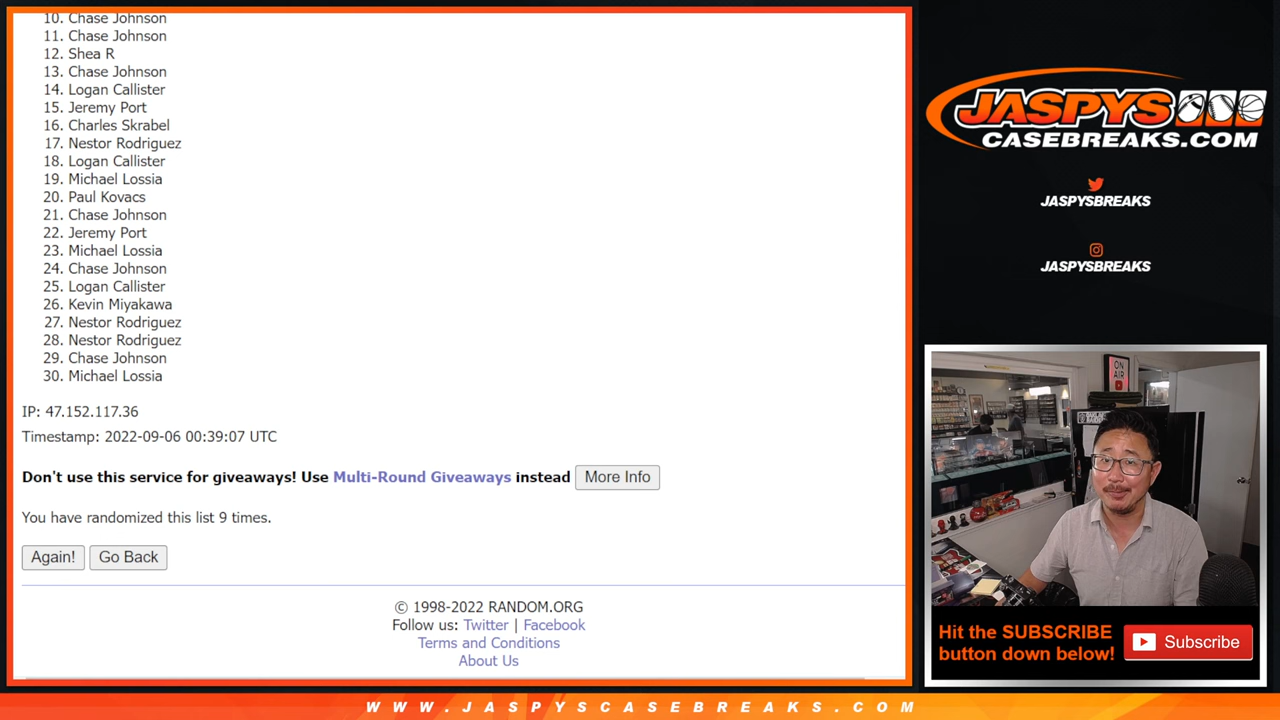 10. Chase Johnson
11. Chase Johnson
12. Shea R
13. Chase Johnson
14. Logan Callister
15. Jeremy Port
16. Charles Skrabel
17. Nestor Rodriguez
18. Logan Callister
19. Michael Lossia
20. Paul Kovacs
21. Chase Johnson
22. Jeremy Port
23. Michael Lossia
24. Chase Johnson
25. Logan Callister
26. Kevin Miyakawa
27. Nestor Rodriguez
28. Nestor Rodriguez
29. Chase Johnson
30. Michael Lossia
IP: 47.152.117.36
Timestamp: 2022-09-06 00:39:07 UTC
Don't use this service for giveaways! Use Multi-Round Giveaways instead More Info
You have randomized this list 9 times.
Again! Go Back
© 1998-2022 RANDOM.ORG
Follow us: Twitter | Facebook
Terms and Conditions
About Us
JASPYS
CASEBREAKS.COM
JASPYSBREAKS
JASPYSBREAKS
ON
AIR
Hit the SUBSCRIBE
button down below!
Subscribe
WWW.JASPYSCASEBREAKS.COM